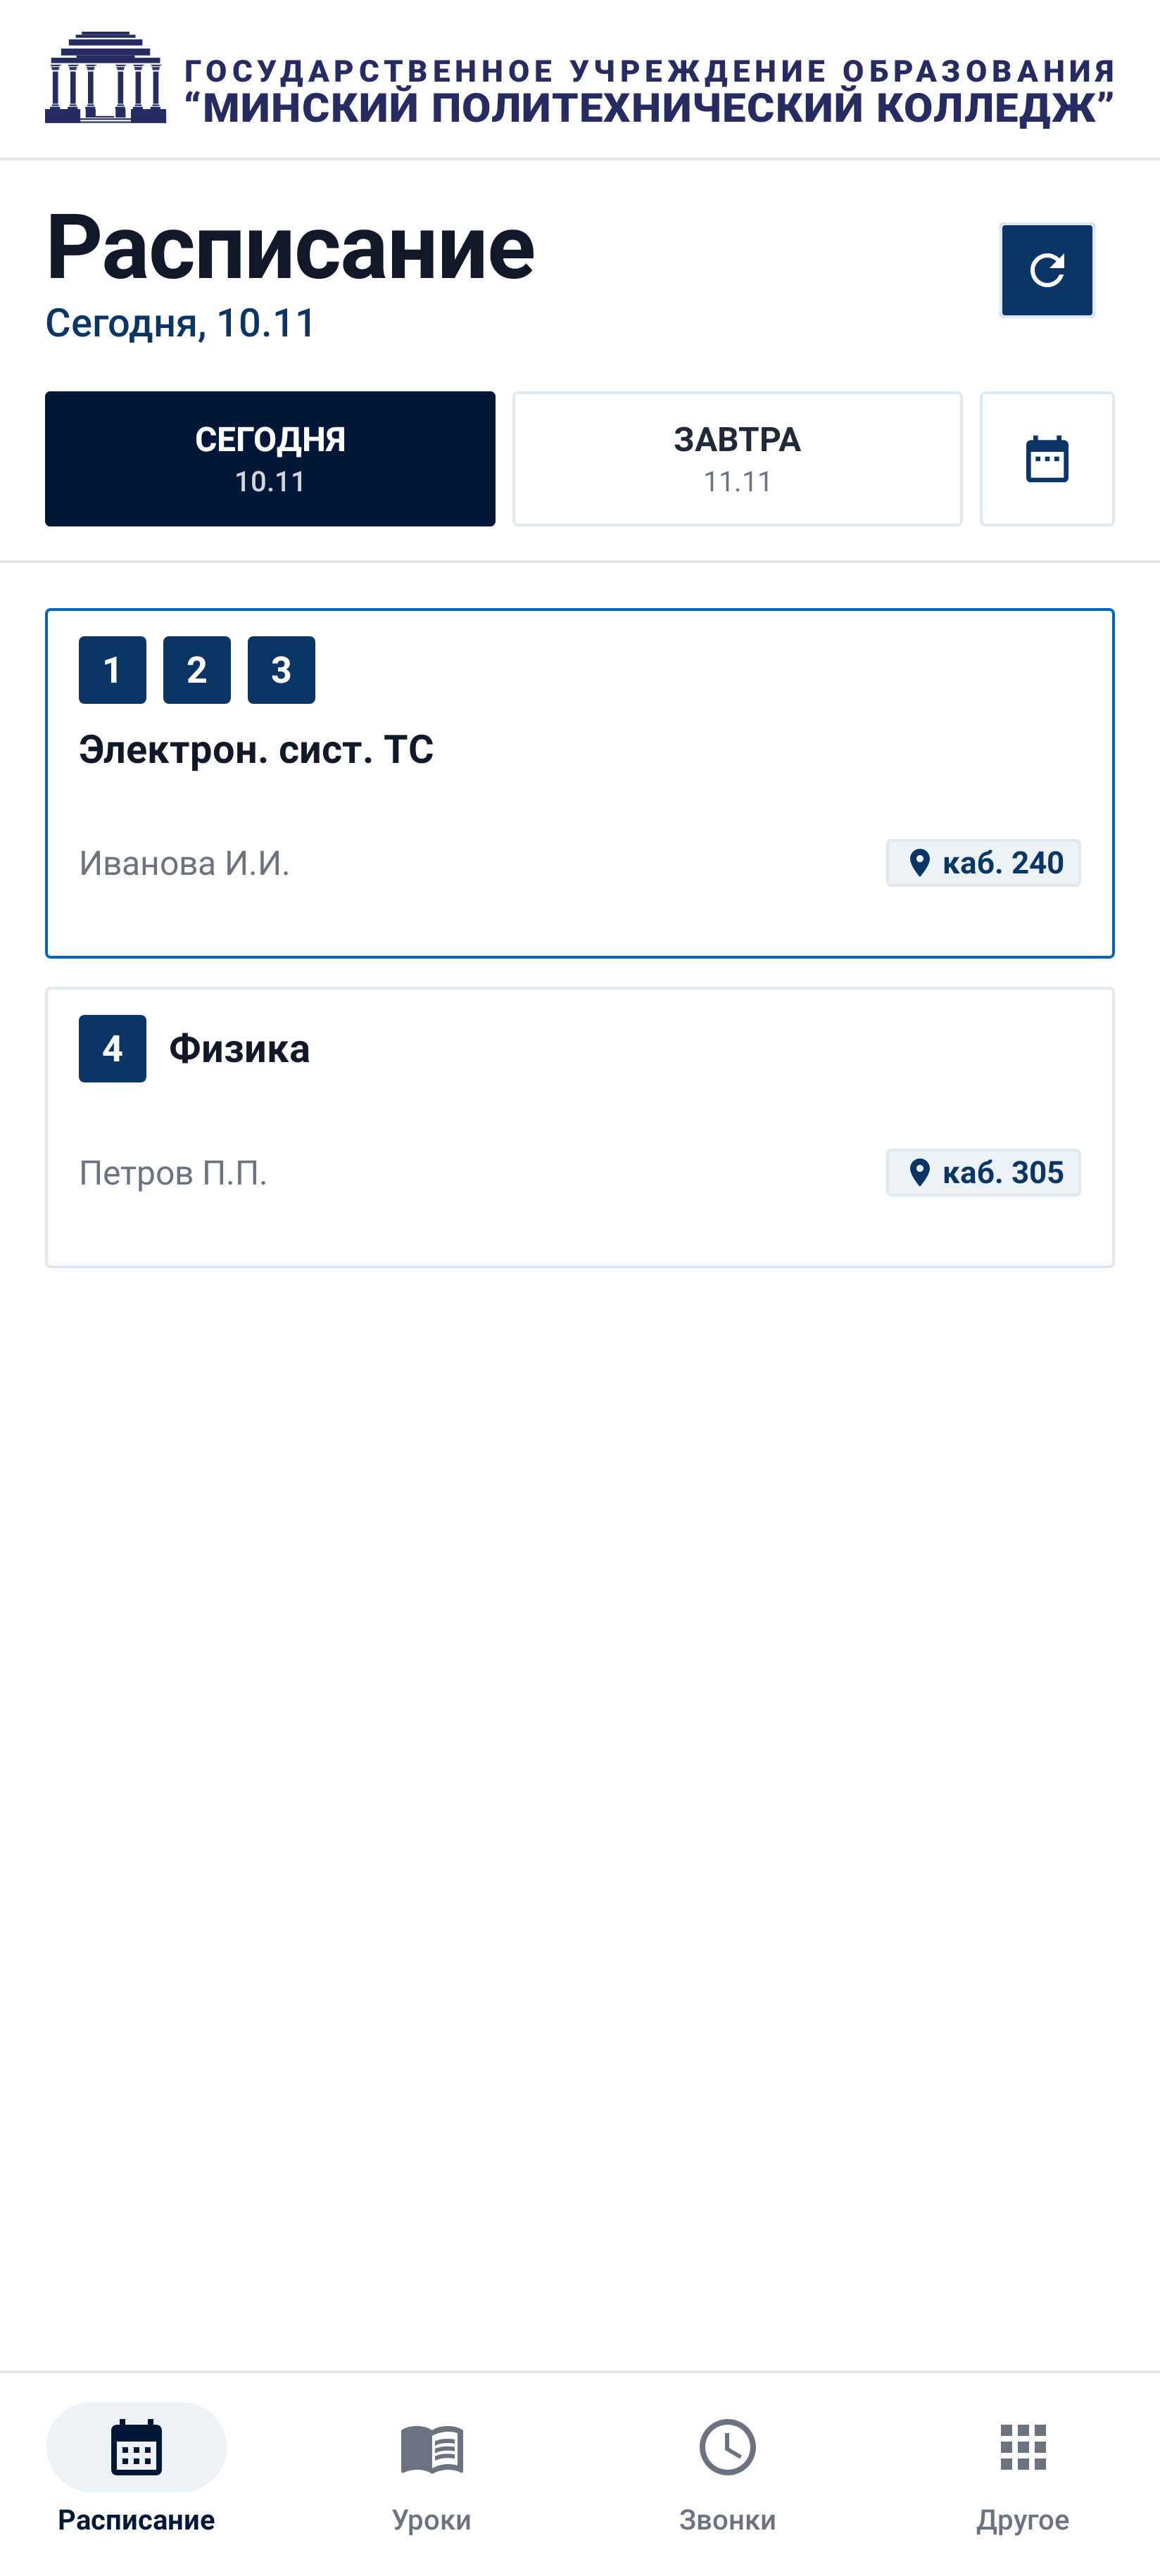 ГОСУДАРСТВЕННОЕ УЧРЕЖДЕНИЕ ОБРАЗОВАНИЯ
“МИНСКИЙ ПОЛИТЕХНИЧЕСКИЙ КОЛЛЕДЖ”
Расписание
Сегодня, 10.11
СЕГОДНЯ
10.11
ЗАВТРА
11.11
1 2 3
Электрон. сист. ТС
Иванова И.И.
каб. 240
4 Физика
Петров П.П.
каб. 305
Расписание
Уроки
Звонки
Другое